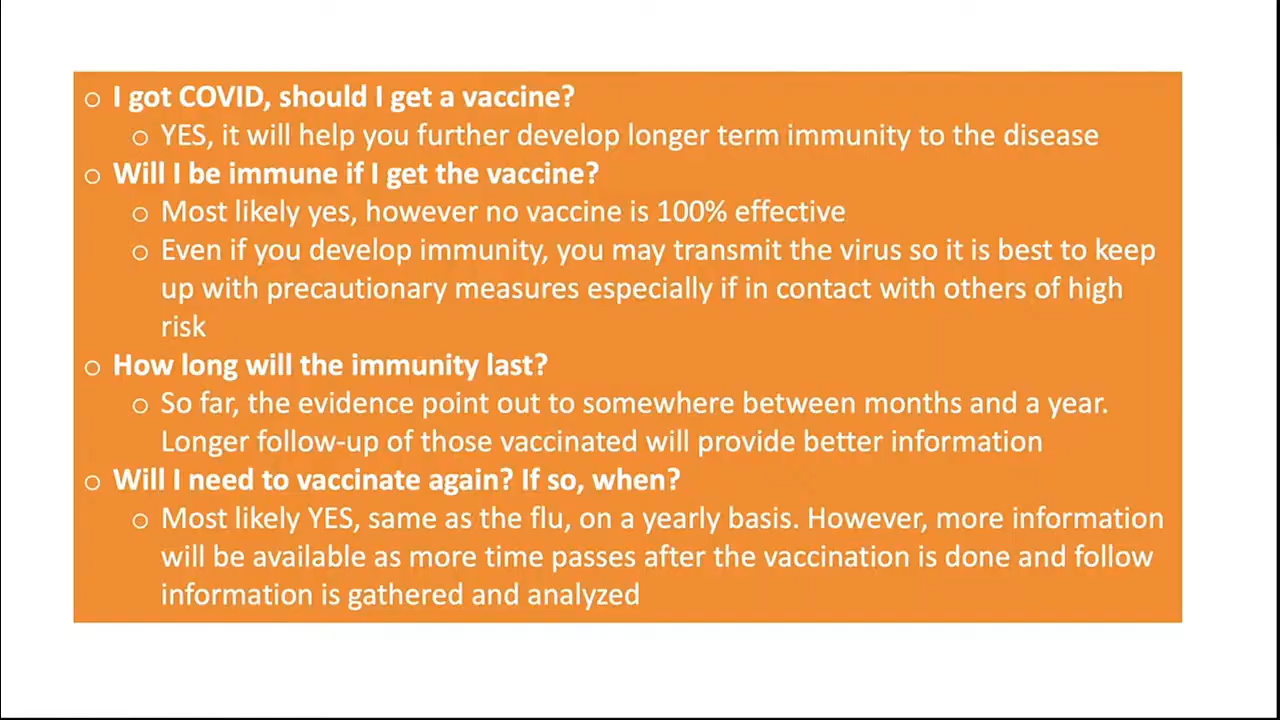 ○ I got COVID, should I get a vaccine?
○ YES, it will help you further develop longer term immunity to the disease
○ Will I be immune if I get the vaccine?
○ Most likely yes, however no vaccine is 100% effective
○ Even if you develop immunity, you may transmit the virus so it is best to keep
up with precautionary measures especially if in contact with others of high
risk
○ How long will the immunity last?
○ So far, the evidence point out to somewhere between months and a year.
Longer follow-up of those vaccinated will provide better information
○ Will I need to vaccinate again? If so, when?
○ Most likely YES, same as the flu, on a yearly basis. However, more information
will be available as more time passes after the vaccination is done and follow
information is gathered and analyzed